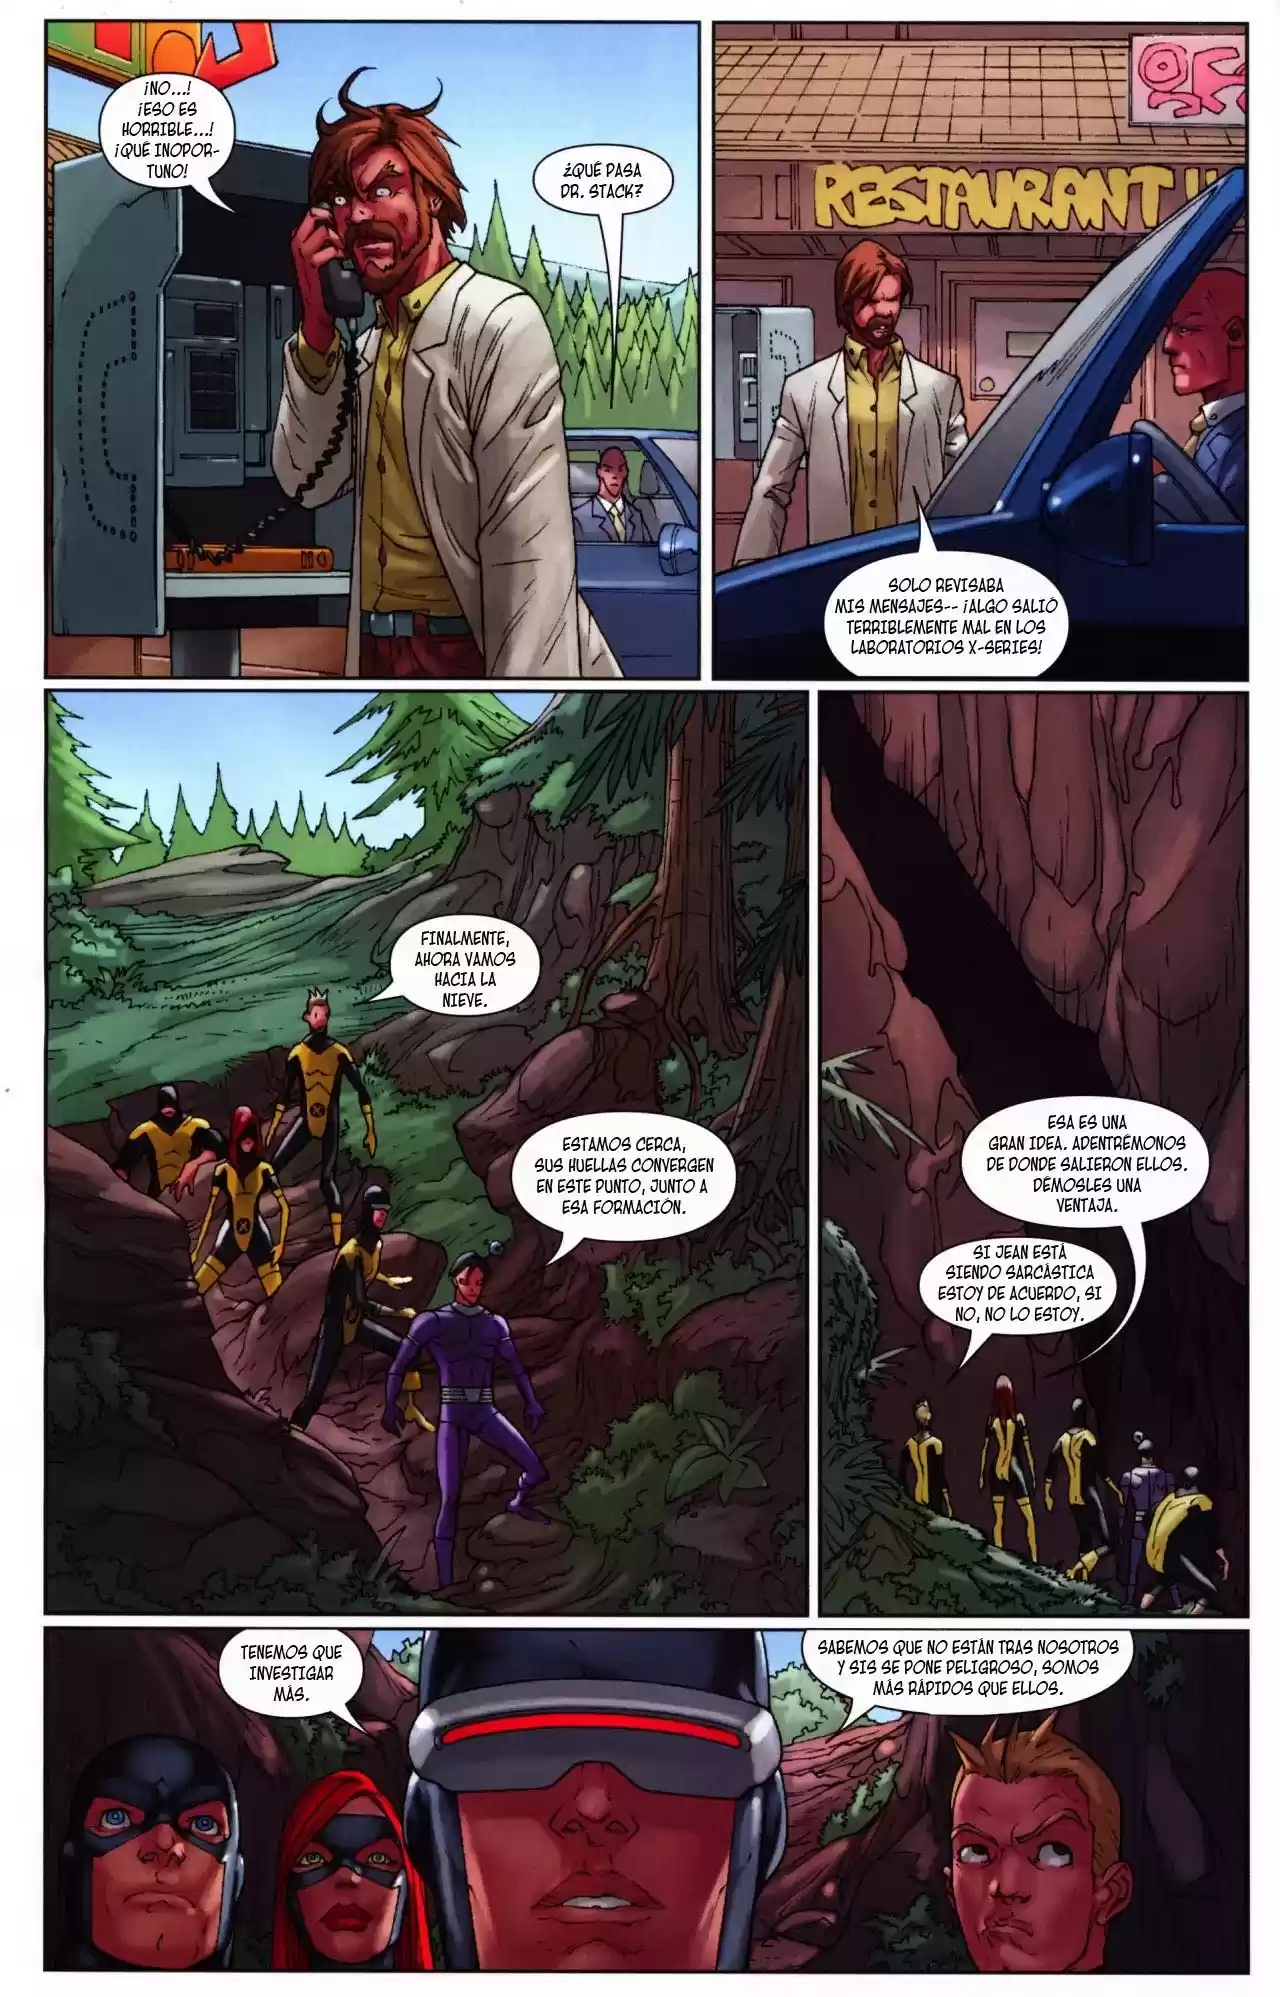 ¡NO...!
¡ESO ES
HORRIBLE...!
¡QUÉ INOPOR-
TUNO!
¿QUÉ PASA
DR. STACK?
RESTAURANT
SOLO REVISABA
MIS MENSAJES-- ¡ALGO SALIÓ
TERRIBLEMENTE MAL EN LOS
LABORATORIOS X-SERIES!
FINALMENTE,
AHORA VAMOS
HACIA LA
NIEVE.
ESTAMOS CERCA,
SUS HUELLAS CONVERGEN
EN ESTE PUNTO, JUNTO A
ESA FORMACIÓN.
ESA ES UNA
GRAN IDEA. ADENTRÉMONOS
DE DONDE SALIERON ELLOS.
DÉMOSLES UNA
VENTAJA.
SI JEAN ESTÁ
SIENDO SARCÁSTICA
ESTOY DE ACUERDO, SI
NO, NO LO ESTOY.
TENEMOS QUE
INVESTIGAR
MÁS.
SABEMOS QUE NO ESTÁN TRAS NOSOTROS
Y SIS SE PONE PELIGROSO, SOMOS
MÁS RÁPIDOS QUE ELLOS.